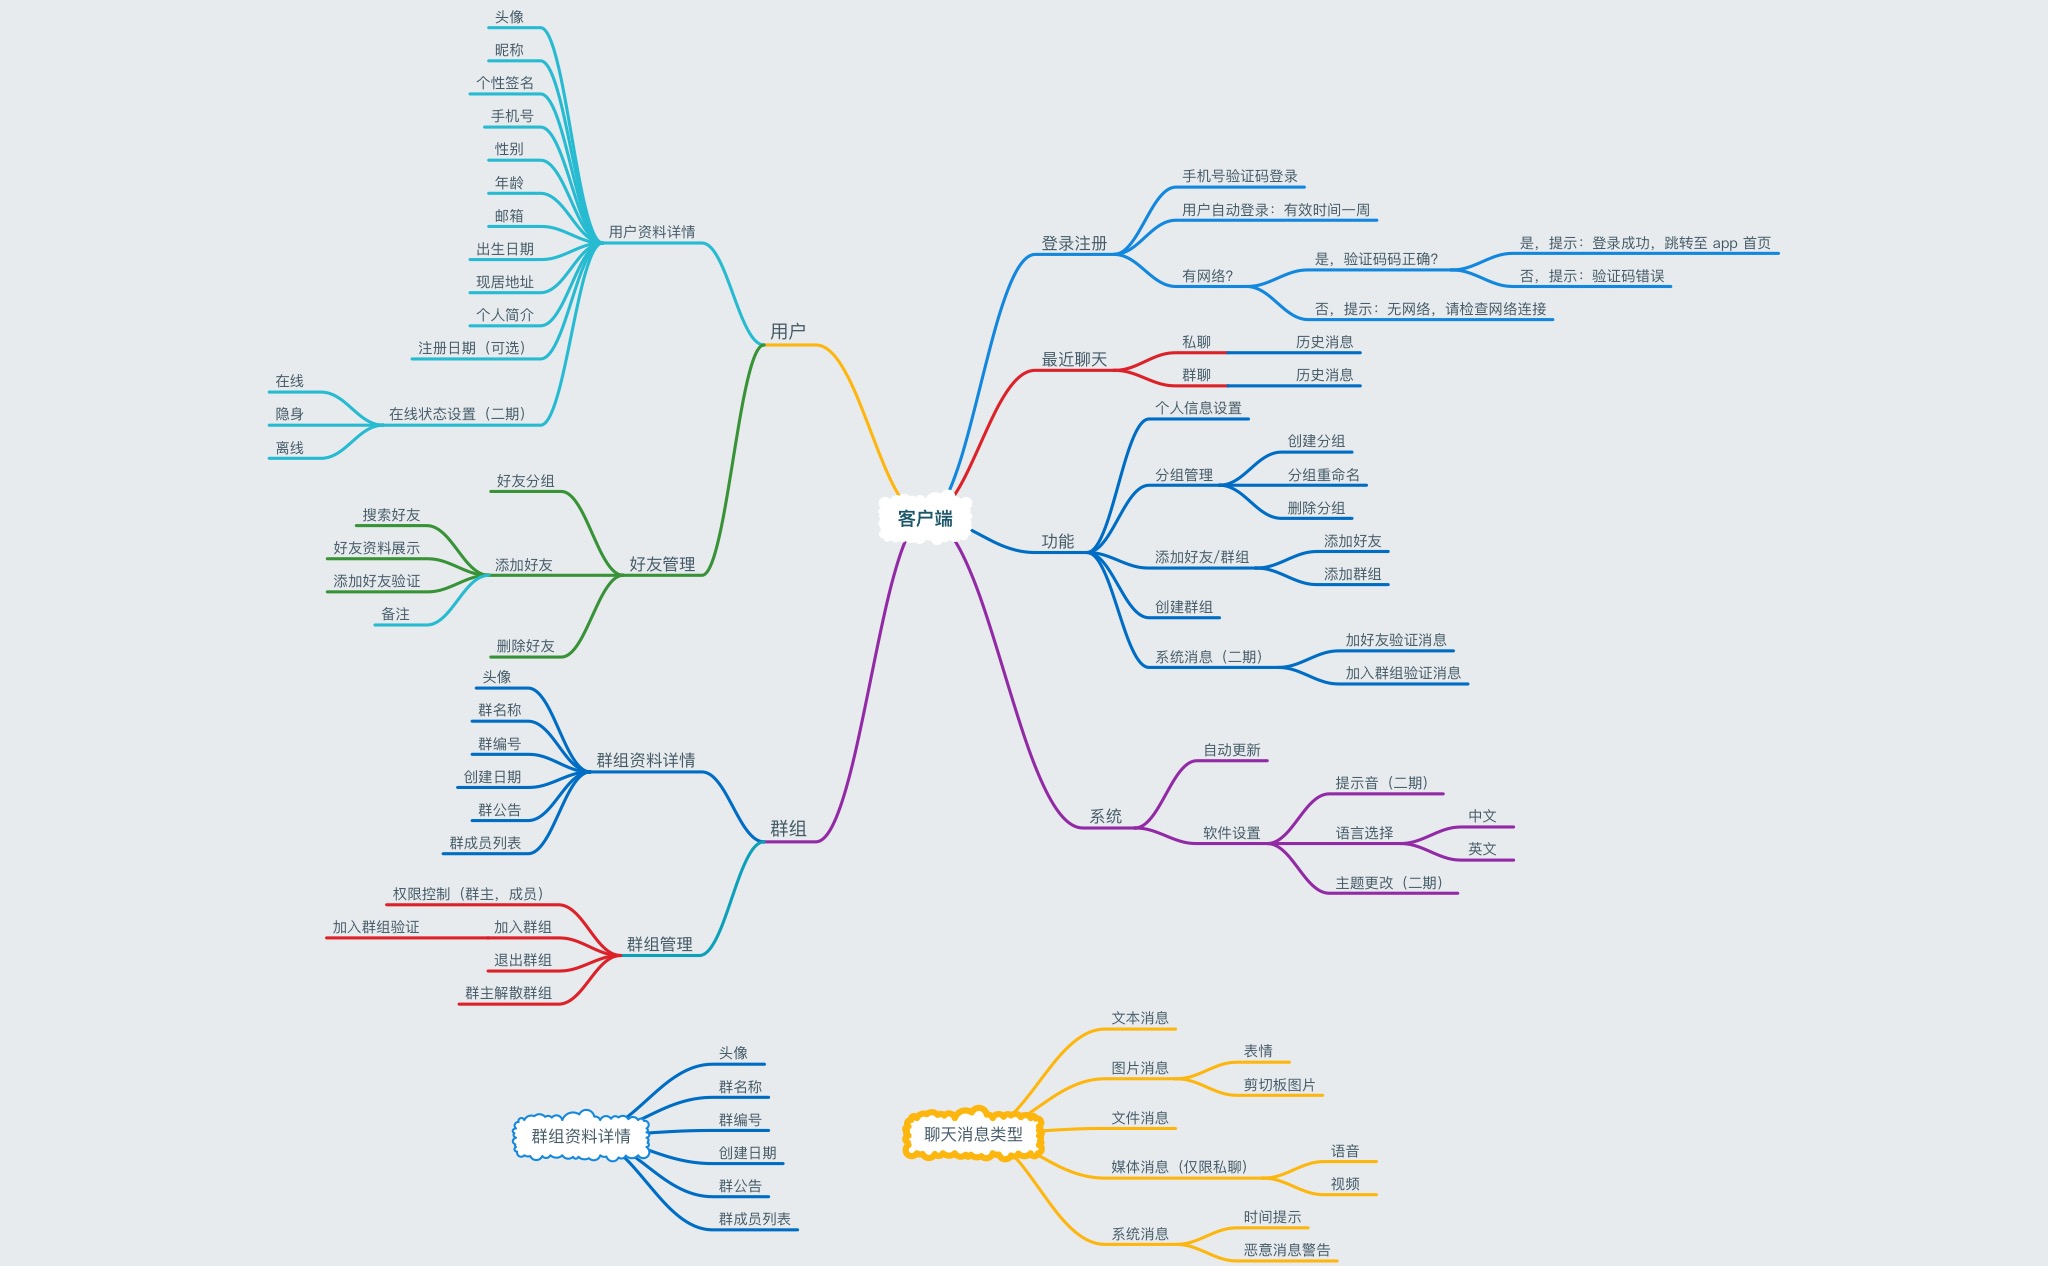 客户端
用户
用户资料详情
头像
昵称
个性签名
手机号
性别
年龄
邮箱
出生日期
现居地址
个人简介
注册日期（可选）
在线状态设置（二期）
在线
隐身
离线
好友管理
好友分组
添加好友
搜索好友
好友资料展示
添加好友验证
备注
删除好友
群组
群组资料详情
头像
群名称
群编号
创建日期
群公告
群成员列表
群组管理
权限控制（群主，成员）
加入群组
加入群组验证
退出群组
群主解散群组
登录注册
手机号验证码登录
用户自动登录：有效时间一周
有网络？
是，验证码码正确？
是，提示：登录成功，跳转至 app 首页
否，提示：验证码错误
否，提示：无网络，请检查网络连接
最近聊天
私聊
历史消息
群聊
历史消息
功能
个人信息设置
分组管理
创建分组
分组重命名
删除分组
添加好友/群组
添加好友
添加群组
创建群组
系统消息（二期）
加好友验证消息
加入群组验证消息
系统
自动更新
软件设置
提示音（二期）
语言选择
中文
英文
主题更改（二期）
群组资料详情
头像
群名称
群编号
创建日期
群公告
群成员列表
聊天消息类型
文本消息
图片消息
表情
剪切板图片
文件消息
媒体消息（仅限私聊）
语音
视频
系统消息
时间提示
恶意消息警告